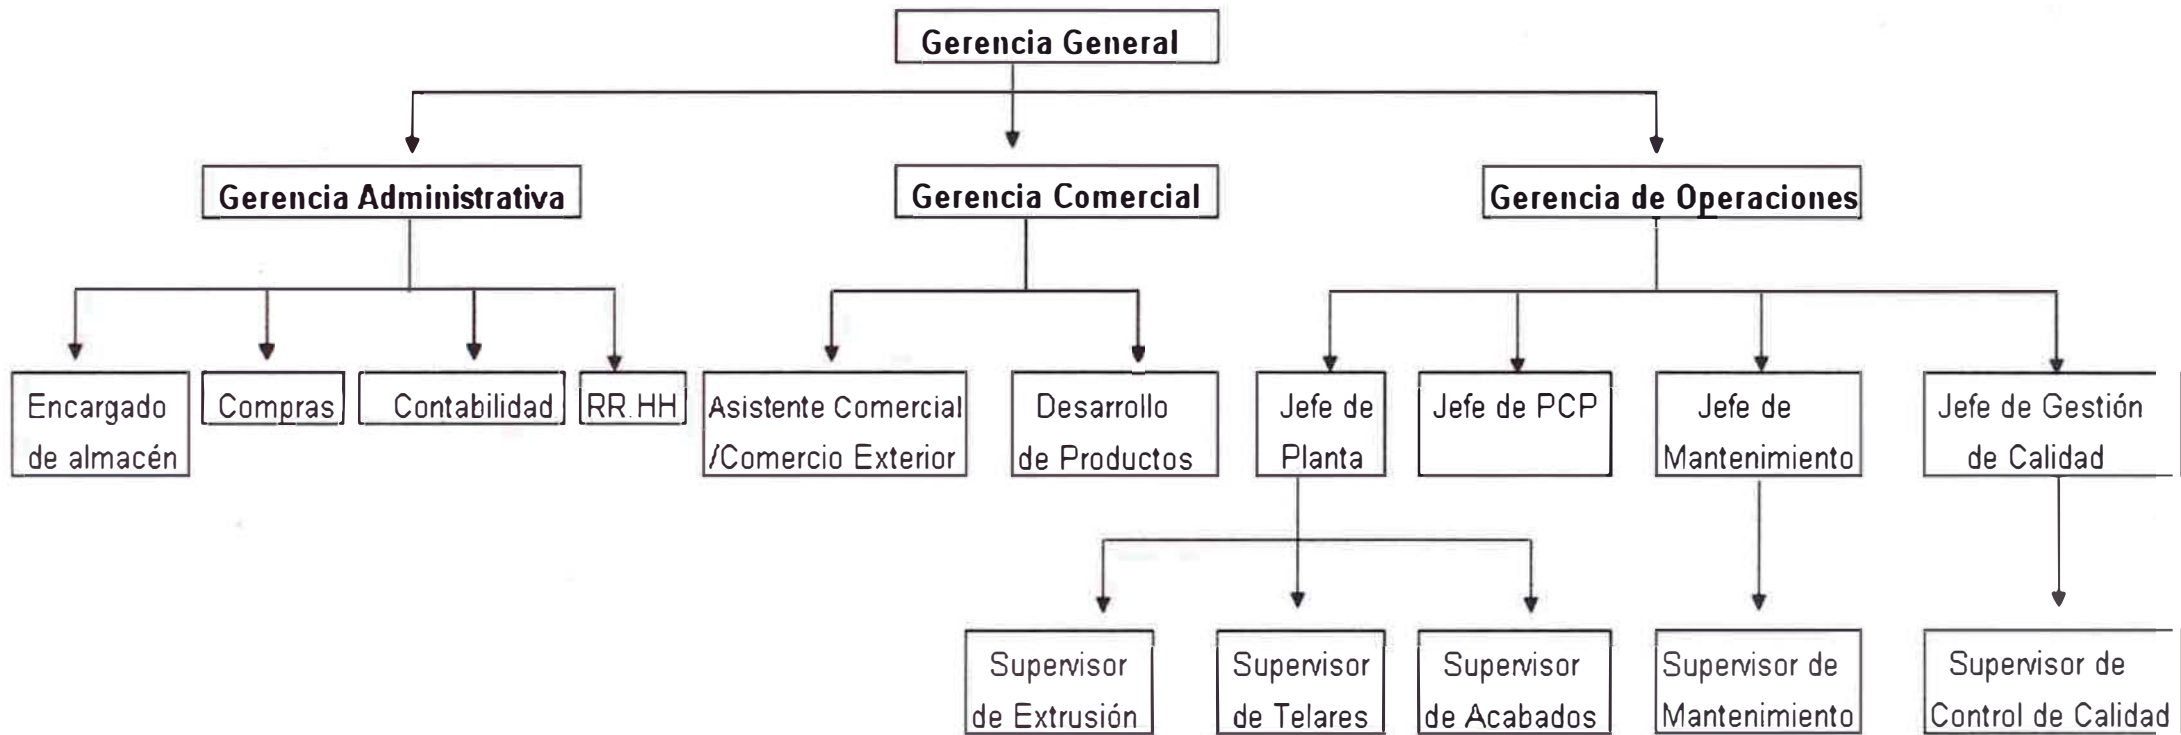 Gerencia General
Gerencia Administrativa
Gerencia Comercial
Gerencia de Operaciones
Encargado
de almacén
Compras
Contabilidad
RR.HH
Asistente Comercial
/Comercio Exterior
Desarrollo
de Productos
Jefe de
Planta
Jefe de PCP
Jefe de
Mantenimiento
Jefe de Gestión
de Calidad
Supervisor
de Extrusión
Supervisor
de Telares
Supervisor
de Acabados
Supervisor de
Mantenimiento
Supervisor de
Control de Calidad